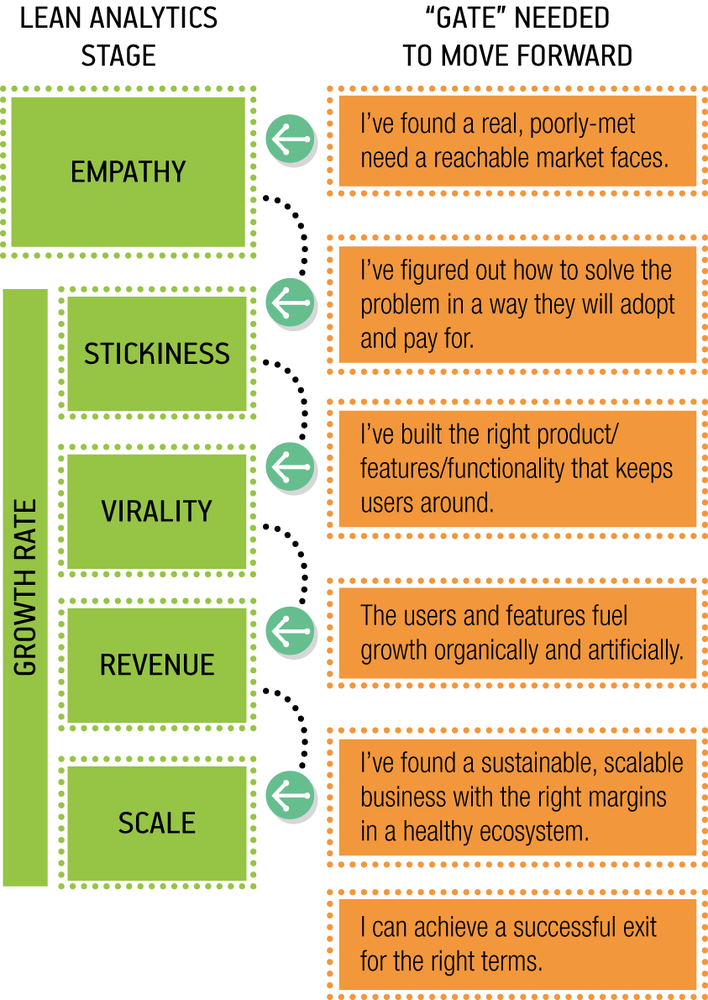 LEAN ANALYTICS
STAGE
“GATE” NEEDED
TO MOVE FORWARD
EMPATHY
I’ve found a real, poorly-met
need a reachable market faces.
GROWTH RATE
STICKINESS
I’ve figured out how to solve the
problem in a way they will adopt
and pay for.
VIRALITY
I’ve built the right product/
features/functionality that keeps
users around.
REVENUE
The users and features fuel
growth organically and artificially.
SCALE
I’ve found a sustainable, scalable
business with the right margins
in a healthy ecosystem.
I can achieve a successful exit
for the right terms.